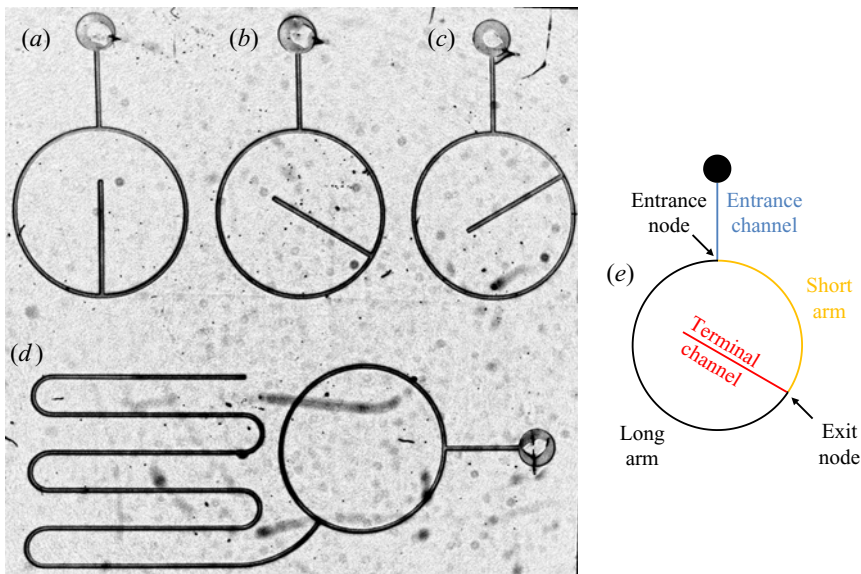 (a)
(b)
(c)
(d)
Entrance
node
Entrance
channel
(e)
Short
arm
Terminal
channel
Long
arm
Exit
node